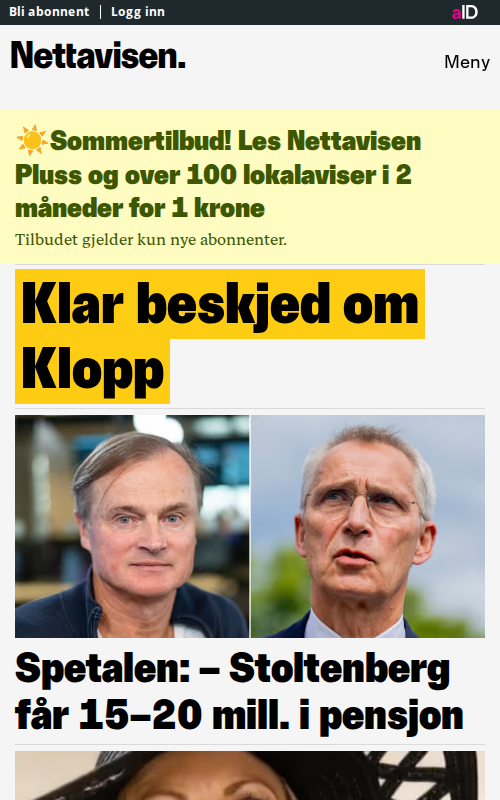 Bli abonnent
Logg inn
aID
Nettavisen.
Meny
☀️Sommertilbud! Les Nettavisen
Pluss og over 100 lokalaviser i 2
måneder for 1 krone
Tilbudet gjelder kun nye abonnenter.
Klar beskjed om
Klopp
Spetalen: – Stoltenberg
får 15–20 mill. i pensjon